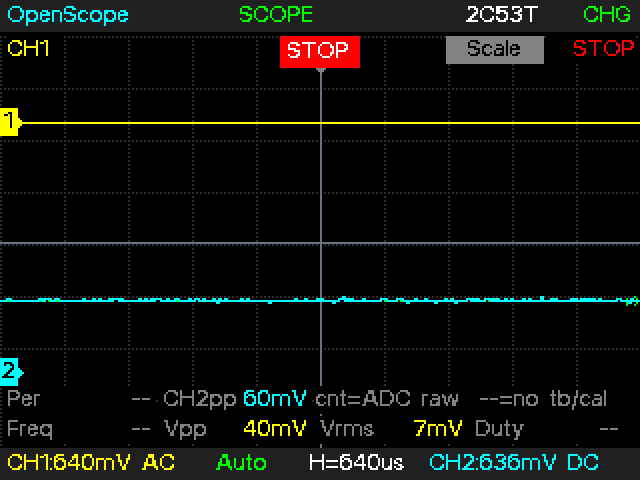 OpenScope SCOPE 2C53T CHG
CH1 STOP Scale STOP
1
2
Per -- CH2pp 60mV cnt=ADC raw --=no tb/cal
Freq -- Vpp 40mV Vrms 7mV Duty --
CH1:640mV AC Auto H=640us CH2:636mV DC